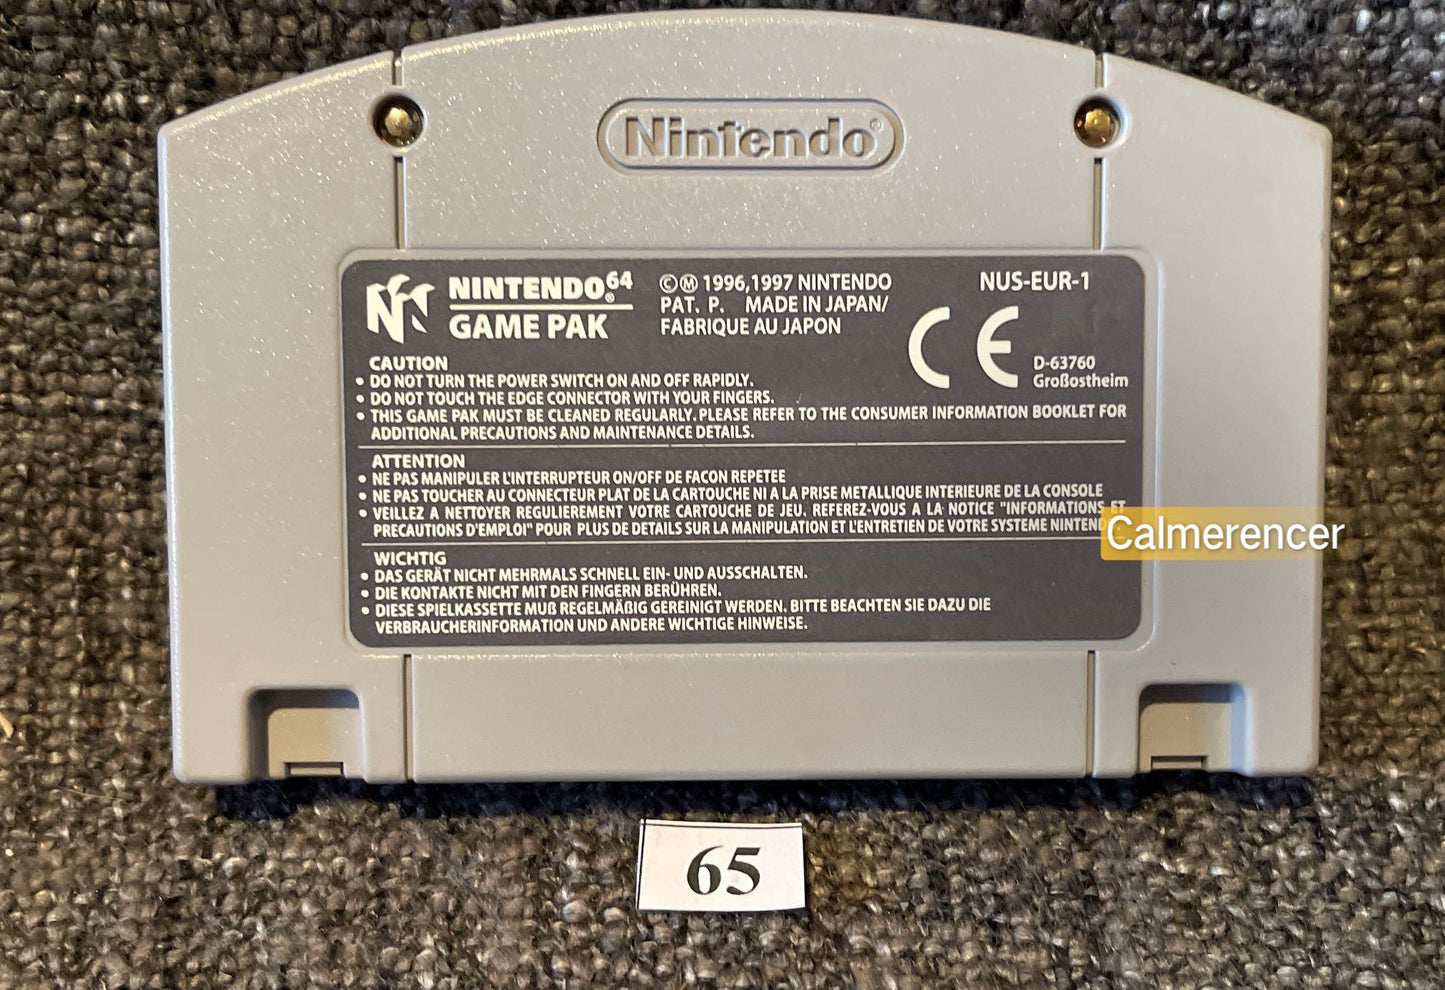 Nintendo®
NINTENDO64®
GAME PAK
©Ⓜ 1996,1997 NINTENDO
PAT. P. MADE IN JAPAN/
FABRIQUE AU JAPON
NUS-EUR-1
CE
D-63760
Großostheim
CAUTION
• DO NOT TURN THE POWER SWITCH ON AND OFF RAPIDLY.
• DO NOT TOUCH THE EDGE CONNECTOR WITH YOUR FINGERS.
• THIS GAME PAK MUST BE CLEANED REGULARLY. PLEASE REFER TO THE CONSUMER INFORMATION BOOKLET FOR
ADDITIONAL PRECAUTIONS AND MAINTENANCE DETAILS.
ATTENTION
• NE PAS MANIPULER L'INTERRUPTEUR ON/OFF DE FACON REPETEE
• NE PAS TOUCHER AU CONNECTEUR PLAT DE LA CARTOUCHE NI A LA PRISE METALLIQUE INTERIEURE DE LA CONSOLE
• VEILLEZ A NETTOYER REGULIEREMENT VOTRE CARTOUCHE DE JEU. REFEREZ-VOUS A LA NOTICE "INFORMATIONS ET
PRECAUTIONS D'EMPLOI" POUR PLUS DE DETAILS SUR LA MANIPULATION ET L'ENTRETIEN DE VOTRE SYSTEME
Calmerencer
WICHTIG
• DAS GERÄT NICHT MEHRMALS SCHNELL EIN- UND AUSSCHALTEN.
• DIE KONTAKTE NICHT MIT DEN FINGERN BERÜHREN.
• DIESE SPIELKASSETTE MUß REGELMÄßIG GEREINIGT WERDEN. BITTE BEACHTEN SIE DAZU DIE
VERBRAUCHERINFORMATION UND ANDERE WICHTIGE HINWEISE.
65